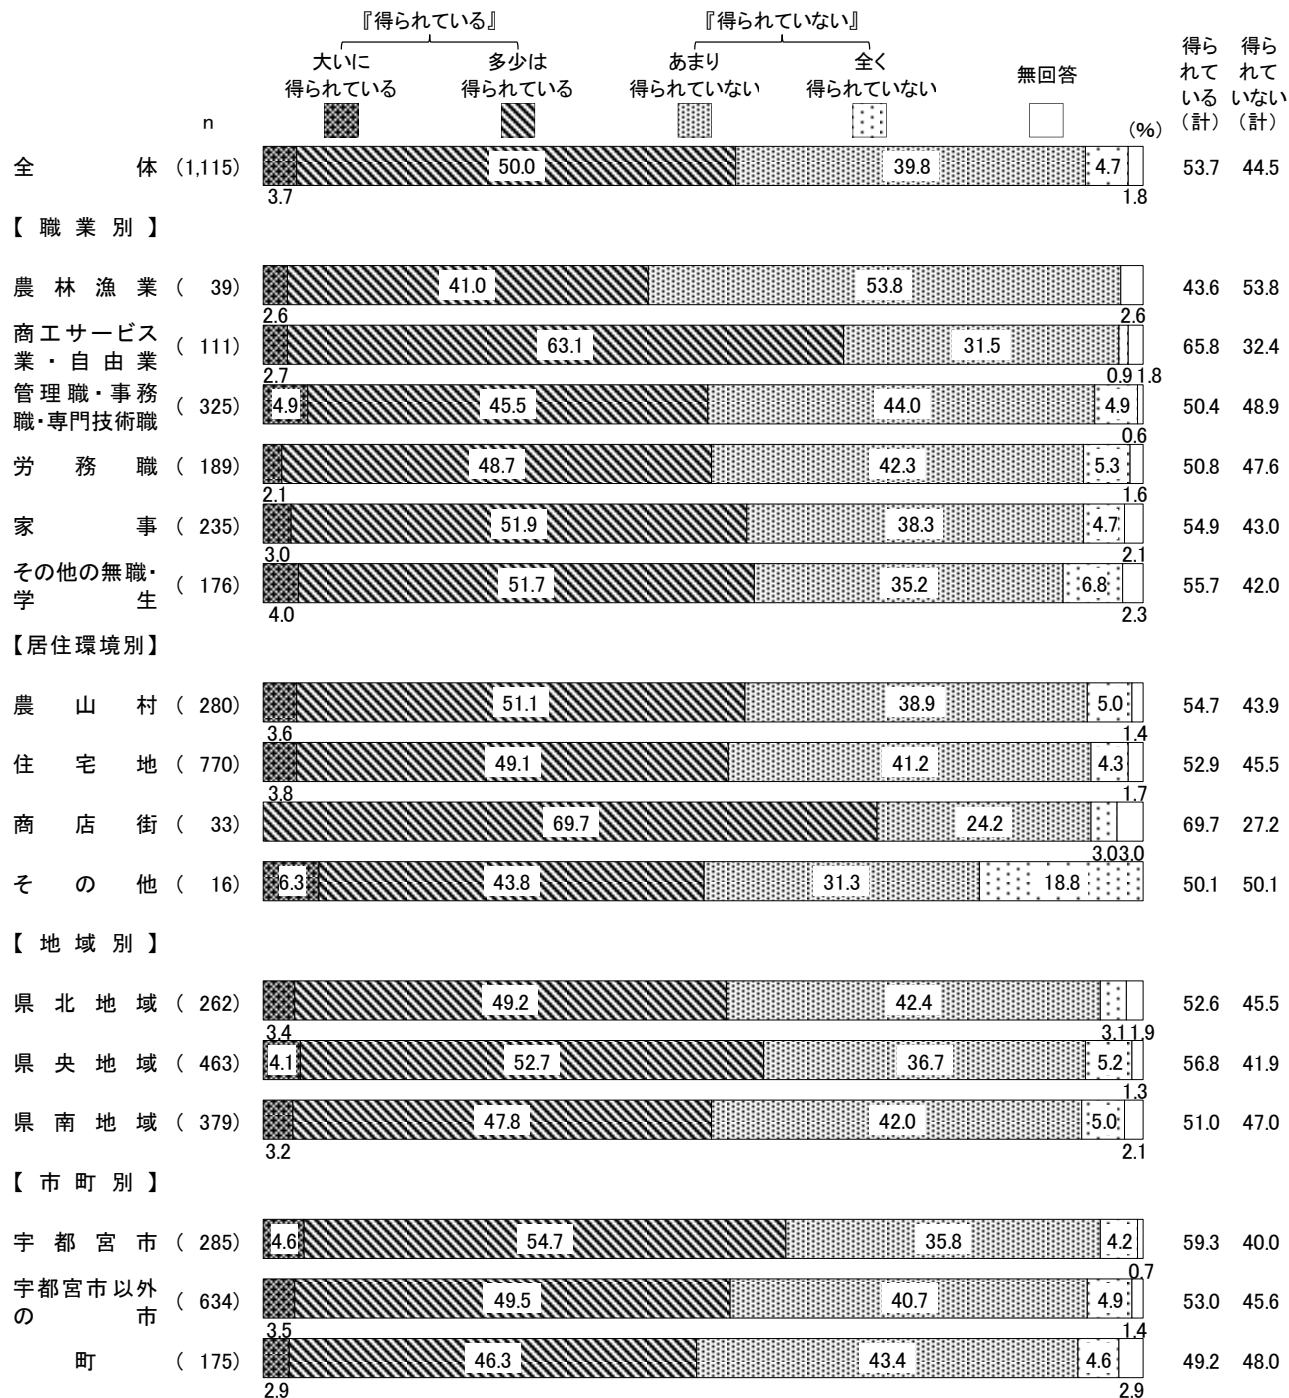 『得られている』 『得られていない』
大いに 多少は あまり 全く 無回答 得ら 得ら
得られている 得られている 得られていない 得られていない れて れて
いる いない
(計) (計)
n (%)
全体 (1,115) 50.0 39.8 4.7 53.7 44.5
3.7 1.8
【職業別】
農林漁業 ( 39) 41.0 53.8 43.6 53.8
2.6 2.6
商工サービス
業・自由業 ( 111) 63.1 31.5 65.8 32.4
2.7 0.9 1.8
管理職・事務
職・専門技術職 ( 325) 4.9 45.5 44.0 4.9 50.4 48.9
0.6
労務職 ( 189) 48.7 42.3 5.3 50.8 47.6
2.1 1.6
家事 ( 235) 51.9 38.3 4.7 54.9 43.0
3.0 2.1
その他の無職・
学生 ( 176) 51.7 35.2 6.8 55.7 42.0
4.0 2.3
【居住環境別】
農山村 ( 280) 51.1 38.9 5.0 54.7 43.9
3.6 1.4
住宅地 ( 770) 49.1 41.2 4.3 52.9 45.5
3.8 1.7
商店街 ( 33) 69.7 24.2 69.7 27.2
3.0 3.0
その他 ( 16) 6.3 43.8 31.3 18.8 50.1 50.1
【地域別】
県北地域 ( 262) 49.2 42.4 52.6 45.5
3.4 3.1 1.9
県央地域 ( 463) 4.1 52.7 36.7 5.2 56.8 41.9
1.3
県南地域 ( 379) 47.8 42.0 5.0 51.0 47.0
3.2 2.1
【市町別】
宇都宮市 ( 285) 4.6 54.7 35.8 4.2 59.3 40.0
0.7
宇都宮市以外
の市 ( 634) 49.5 40.7 4.9 53.0 45.6
3.5 1.4
町 ( 175) 46.3 43.4 4.6 49.2 48.0
2.9 2.9